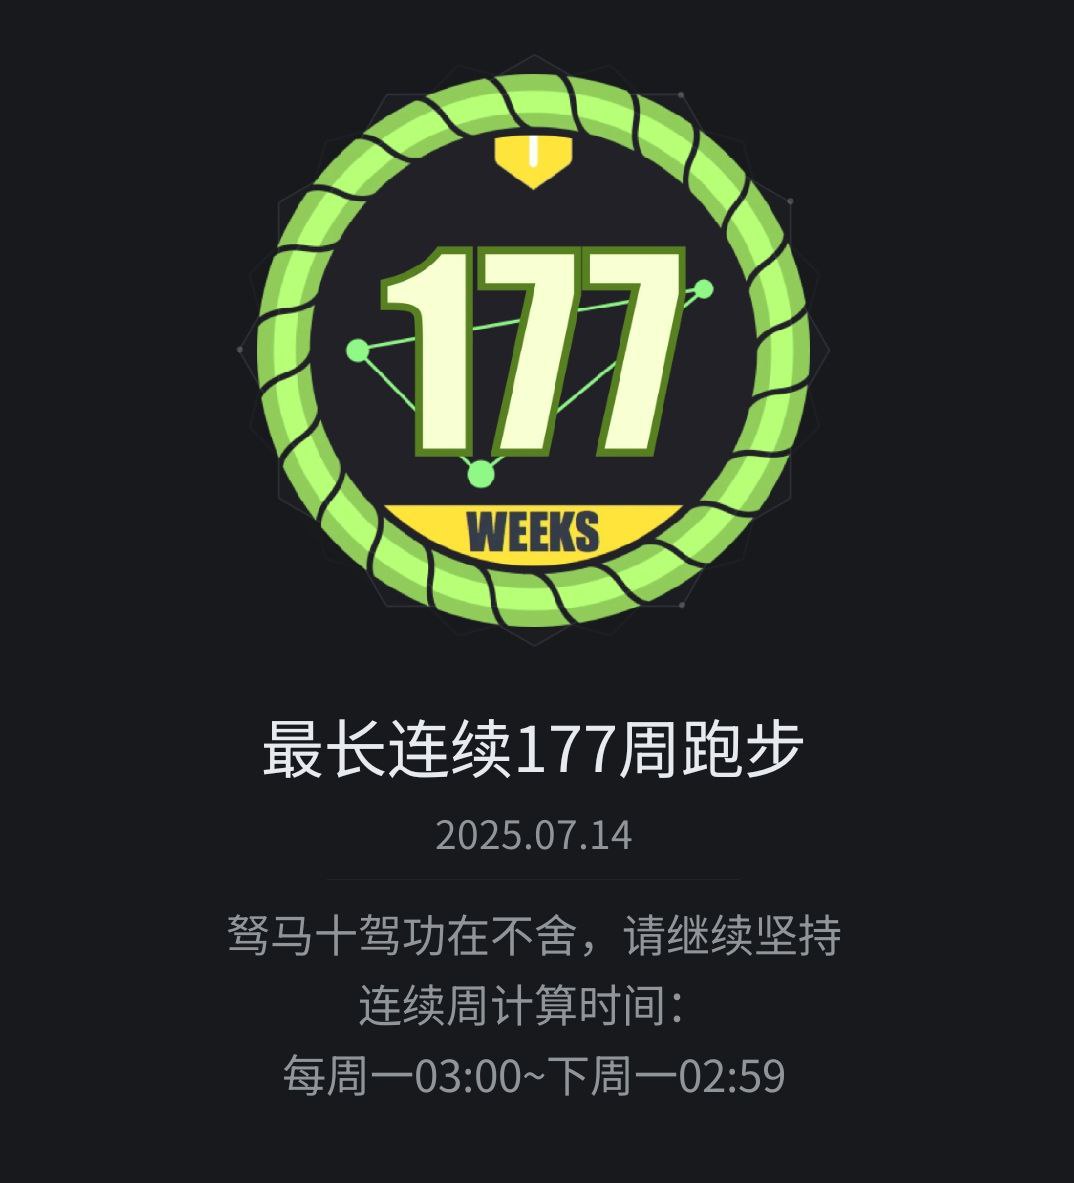 177
WEEKS
最长连续177周跑步
2025.07.14
驽马十驾功在不舍，请继续坚持
连续周计算时间：
每周一03:00~下周一02:59